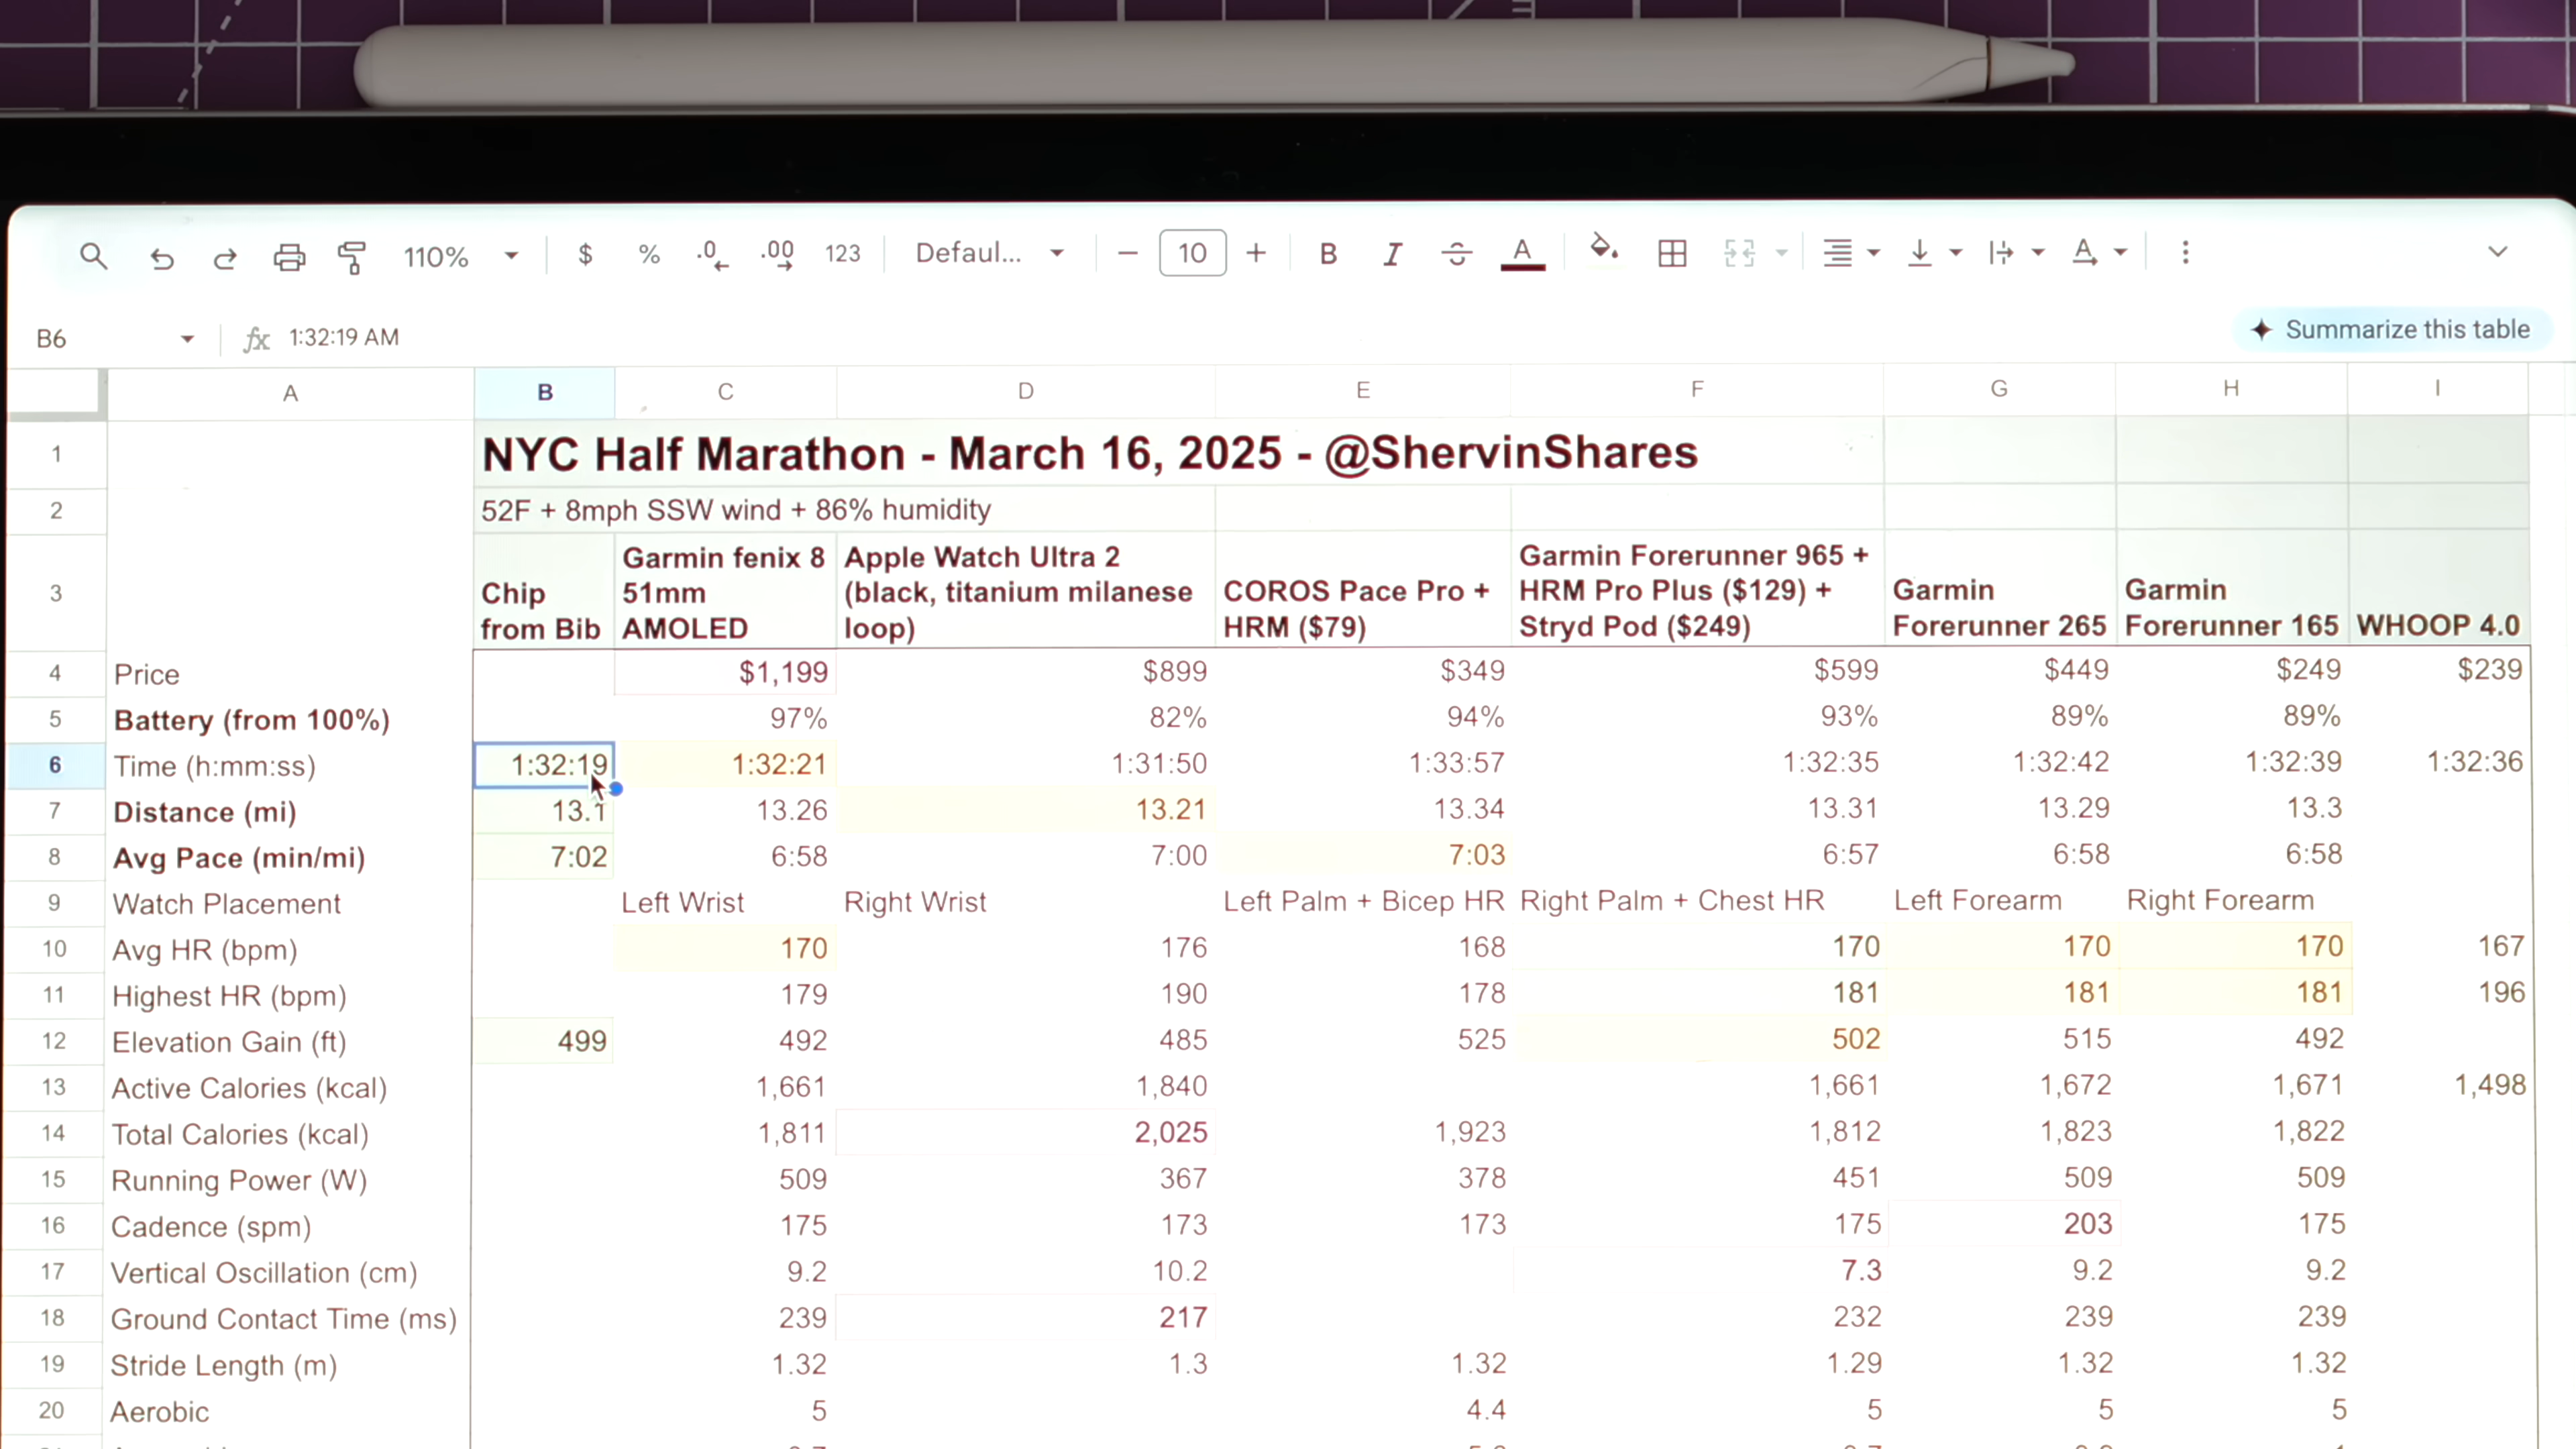 110% $ % .0 .00 123 Defaul... − 10 + B I A
B6 fx 1:32:19 AM Summarize this table
A B C D E F G H I
1 NYC Half Marathon - March 16, 2025 - @ShervinShares
2 52F + 8mph SSW wind + 86% humidity
3 Chip from Bib Garmin fenix 8 51mm AMOLED Apple Watch Ultra 2 (black, titanium milanese loop) COROS Pace Pro + HRM ($79) Garmin Forerunner 965 + HRM Pro Plus ($129) + Stryd Pod ($249) Garmin Forerunner 265 Garmin Forerunner 165 WHOOP 4.0
4 Price $1,199 $899 $349 $599 $449 $249 $239
5 Battery (from 100%) 97% 82% 94% 93% 89% 89%
6 Time (h:mm:ss) 1:32:19 1:32:21 1:31:50 1:33:57 1:32:35 1:32:42 1:32:39 1:32:36
7 Distance (mi) 13.1 13.26 13.21 13.34 13.31 13.29 13.3
8 Avg Pace (min/mi) 7:02 6:58 7:00 7:03 6:57 6:58 6:58
9 Watch Placement Left Wrist Right Wrist Left Palm + Bicep HR Right Palm + Chest HR Left Forearm Right Forearm
10 Avg HR (bpm) 170 176 168 170 170 170 167
11 Highest HR (bpm) 179 190 178 181 181 181 196
12 Elevation Gain (ft) 499 492 485 525 502 515 492
13 Active Calories (kcal) 1,661 1,840 1,661 1,672 1,671 1,498
14 Total Calories (kcal) 1,811 2,025 1,923 1,812 1,823 1,822
15 Running Power (W) 509 367 378 451 509 509
16 Cadence (spm) 175 173 173 175 203 175
17 Vertical Oscillation (cm) 9.2 10.2 7.3 9.2 9.2
18 Ground Contact Time (ms) 239 217 232 239 239
19 Stride Length (m) 1.32 1.3 1.32 1.29 1.32 1.32
20 Aerobic 5 4.4 5 5 5